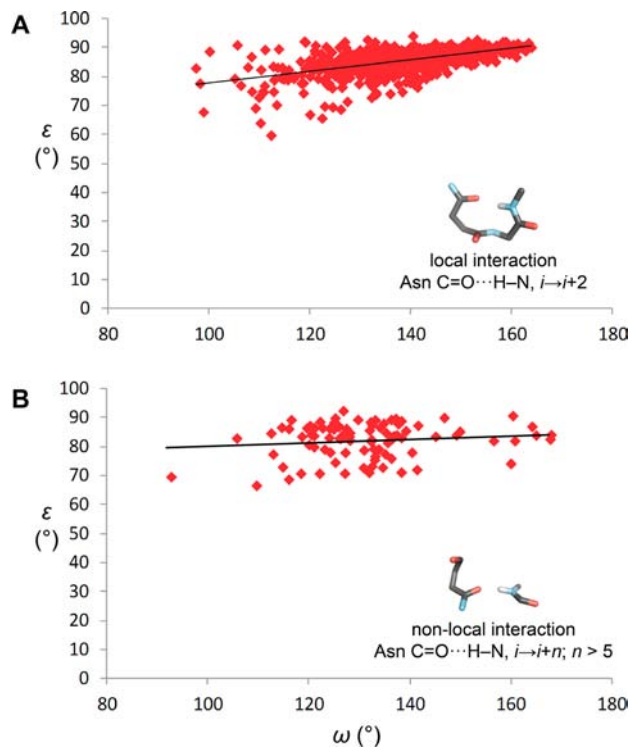 A
100
90
80
70
60
50
40
30
20
10
0
ε
(°)
80 100 120 140 160 180
local interaction
Asn C=O···H–N, i→i+2
B
100
90
80
70
60
50
40
30
20
10
0
ε
(°)
80 100 120 140 160 180
non-local interaction
Asn C=O···H–N, i→i+n; n > 5
ω (°)